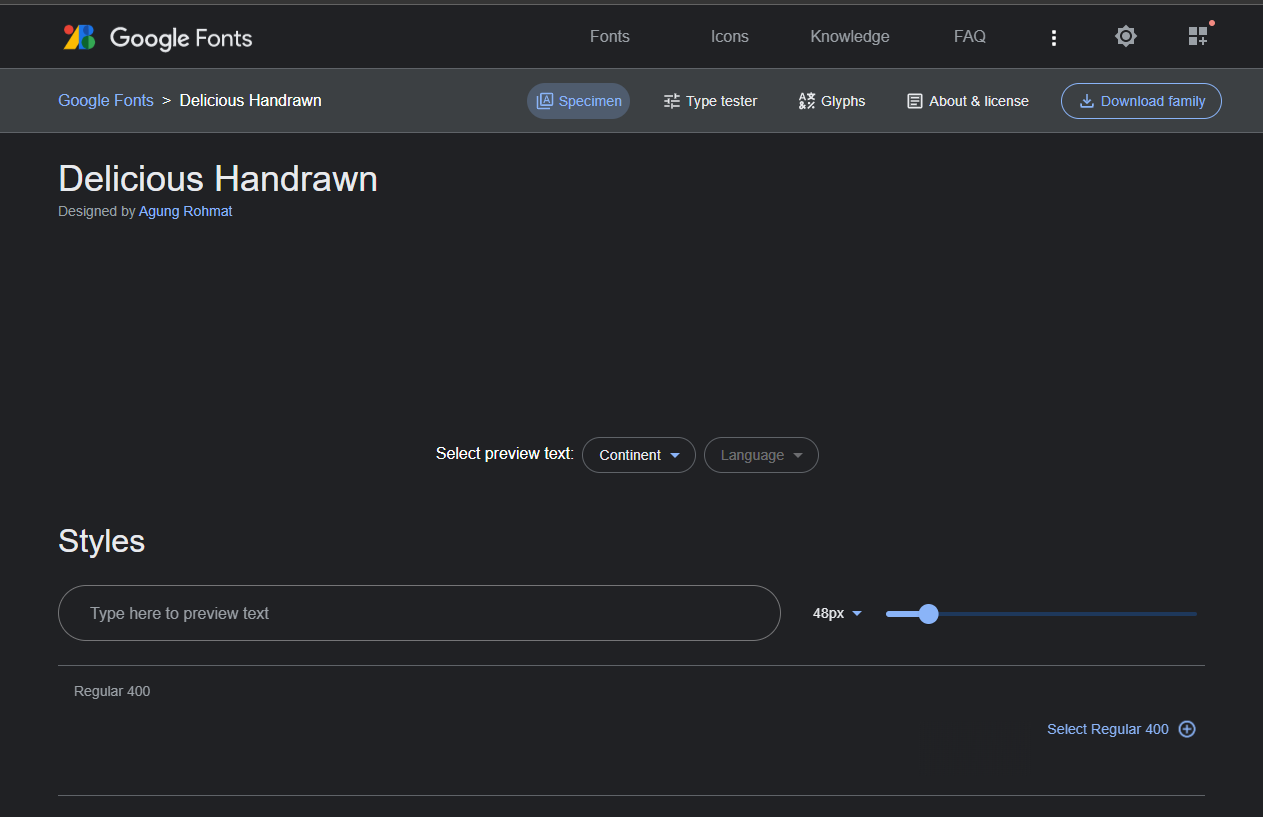 Google Fonts
Fonts
Icons
Knowledge
FAQ
Google Fonts > Delicious Handrawn
Specimen
Type tester
Glyphs
About & license
Download family
Delicious Handrawn
Designed by Agung Rohmat
Select preview text: Continent Language
Styles
Type here to preview text
48px
Regular 400
Select Regular 400